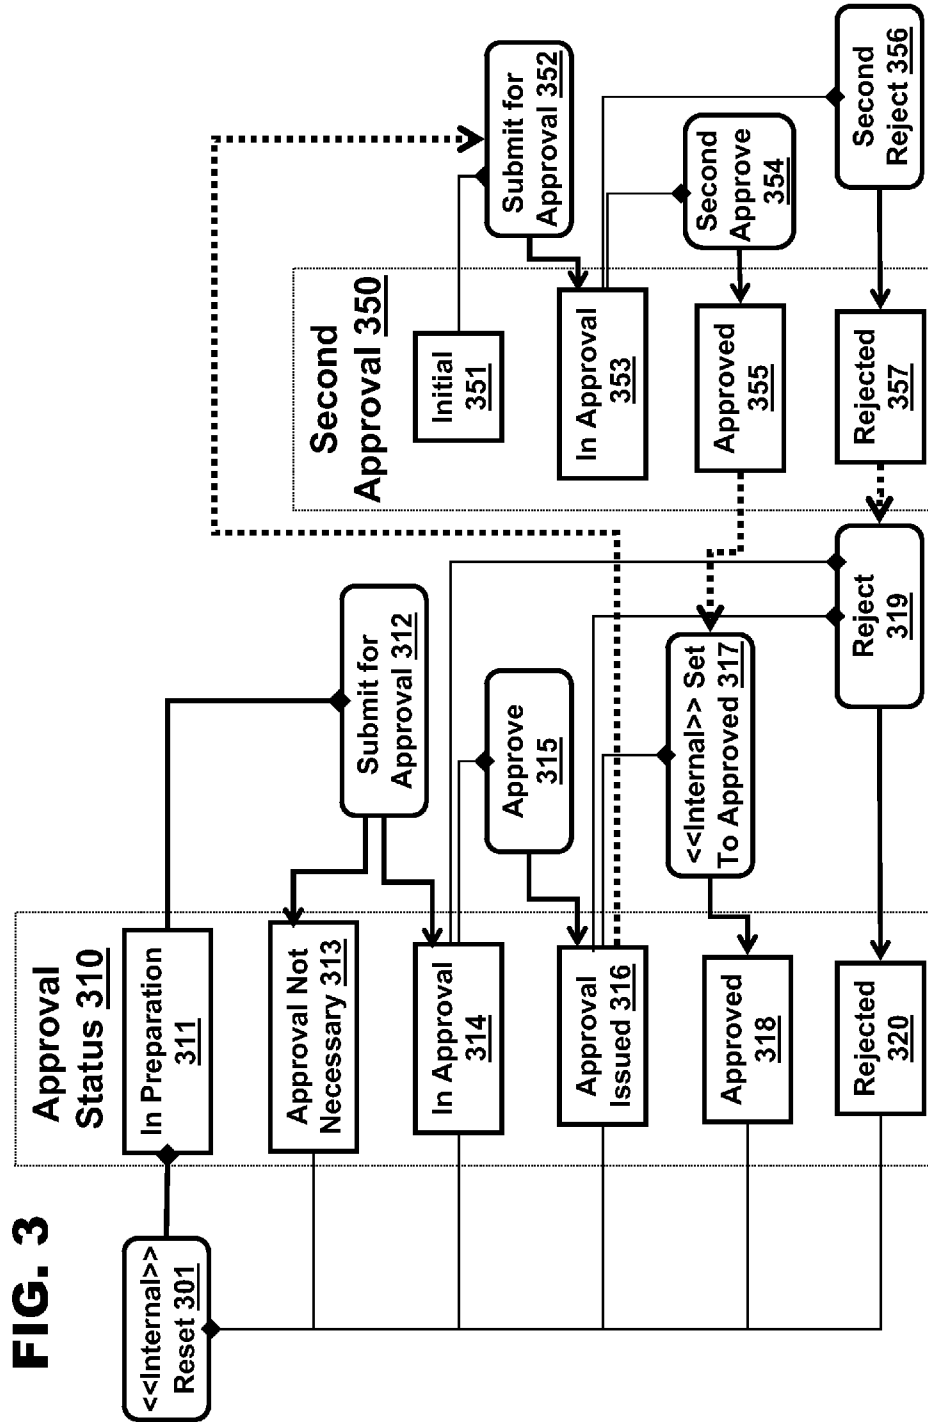 FIG. 3
<<Internal>>
Reset 301
Approval
Status 310
In Preparation
311
Approval Not
Necessary 313
In Approval
314
Approval
Issued 316
Approved
318
Rejected
320
Submit for
Approval 312
Approve
315
<<Internal>> Set
To Approved 317
Reject
319
Second
Approval 350
Initial
351
In Approval
353
Approved
355
Rejected
357
Submit for
Approval 352
Second
Approve
354
Second
Reject 356